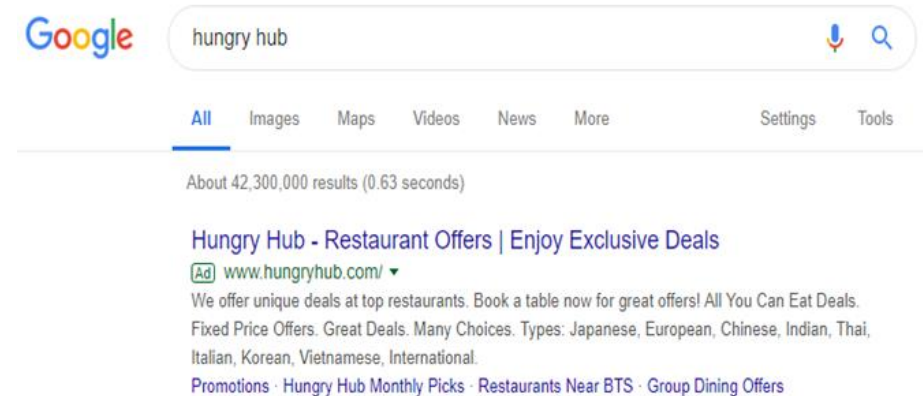 Google hungry hub
All Images Maps Videos News More Settings Tools
About 42,300,000 results (0.63 seconds)
Hungry Hub - Restaurant Offers | Enjoy Exclusive Deals
Ad www.hungryhub.com/
We offer unique deals at top restaurants. Book a table now for great offers! All You Can Eat Deals.
Fixed Price Offers. Great Deals. Many Choices. Types: Japanese, European, Chinese, Indian, Thai,
Italian, Korean, Vietnamese, International.
Promotions · Hungry Hub Monthly Picks · Restaurants Near BTS · Group Dining Offers